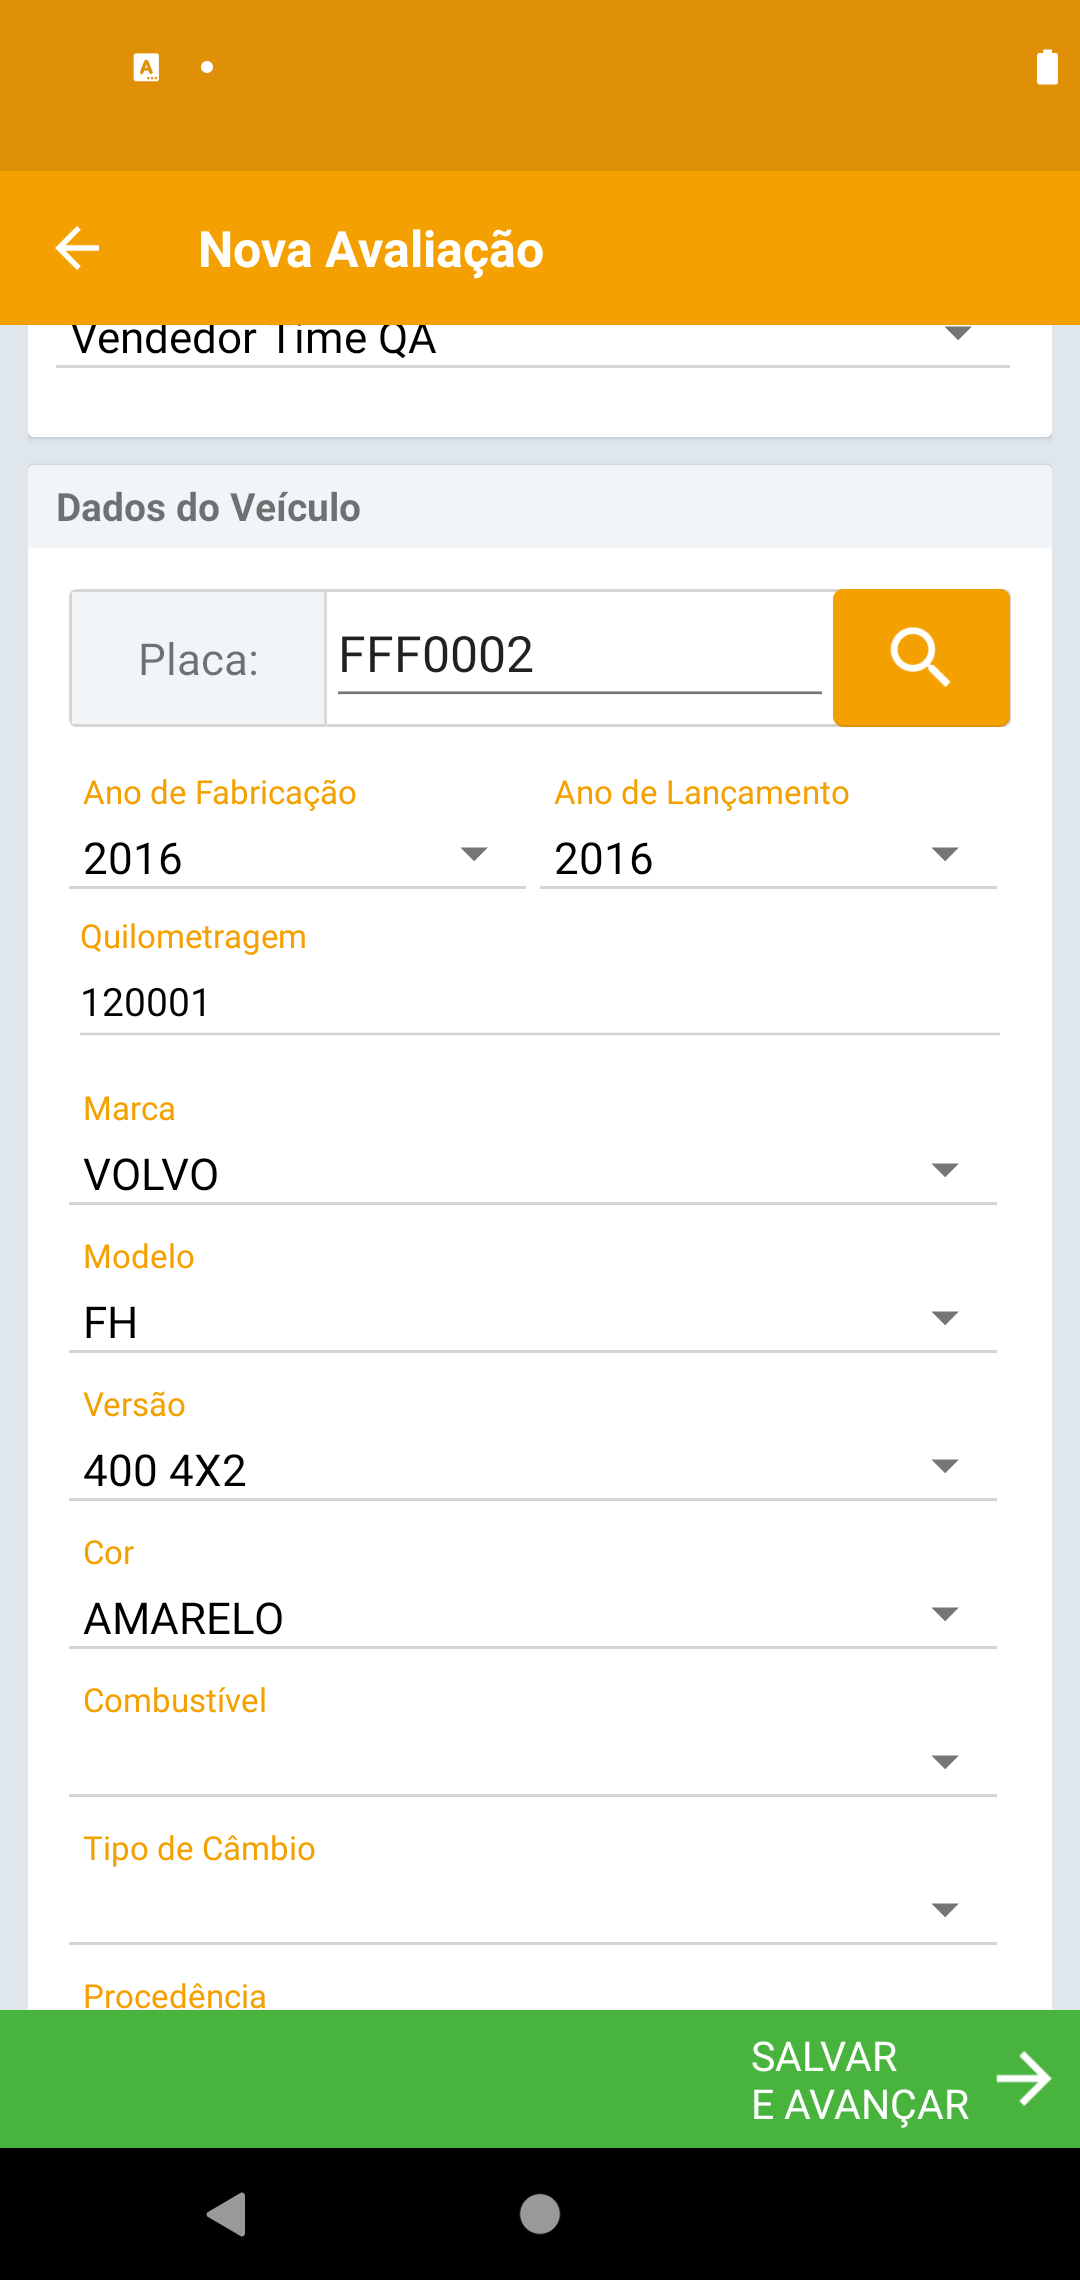 Nova Avaliação
Vendedor Time QA
Dados do Veículo
Placa:
FFF0002
Ano de Fabricação
Ano de Lançamento
2016
2016
Quilometragem
120001
Marca
VOLVO
Modelo
FH
Versão
400 4X2
Cor
AMARELO
Combustível
Tipo de Câmbio
Procedência
SALVAR
E AVANÇAR